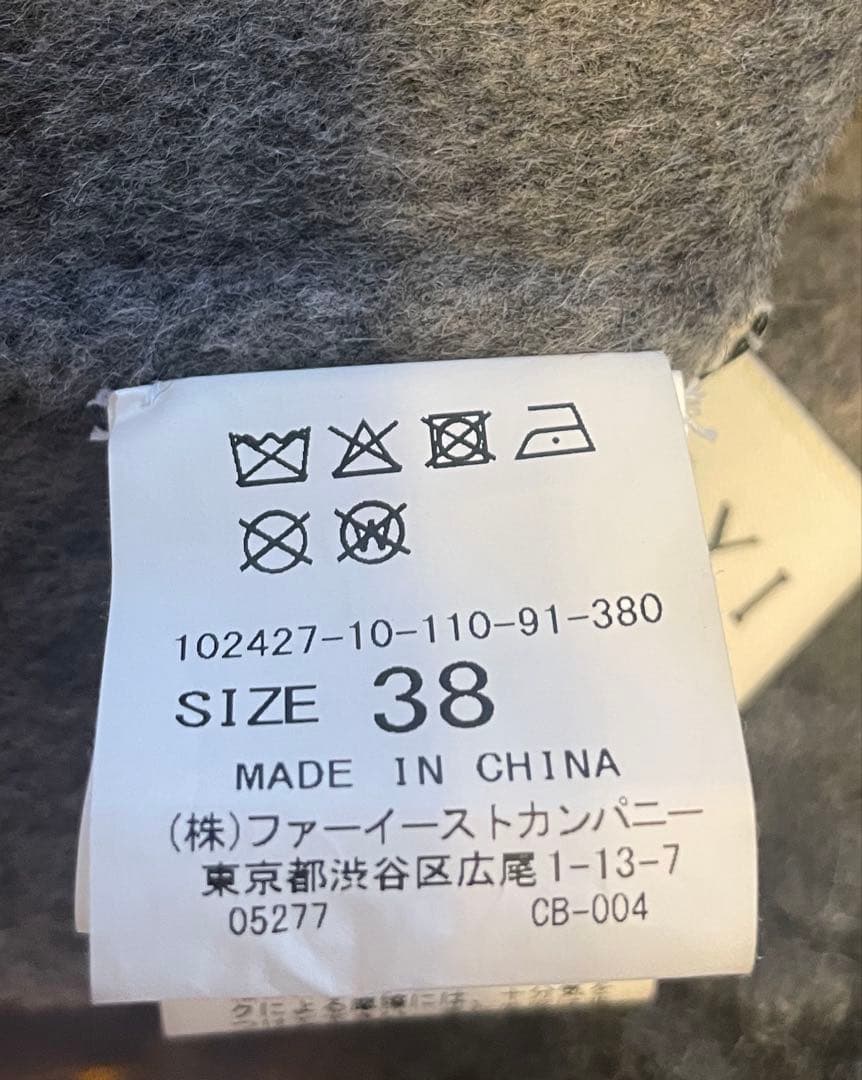 102427-10-110-91-380
SIZE 38
MADE IN CHINA
(株)ファーイーストカンパニー
東京都渋谷区広尾1-13-7
05277 CB-004